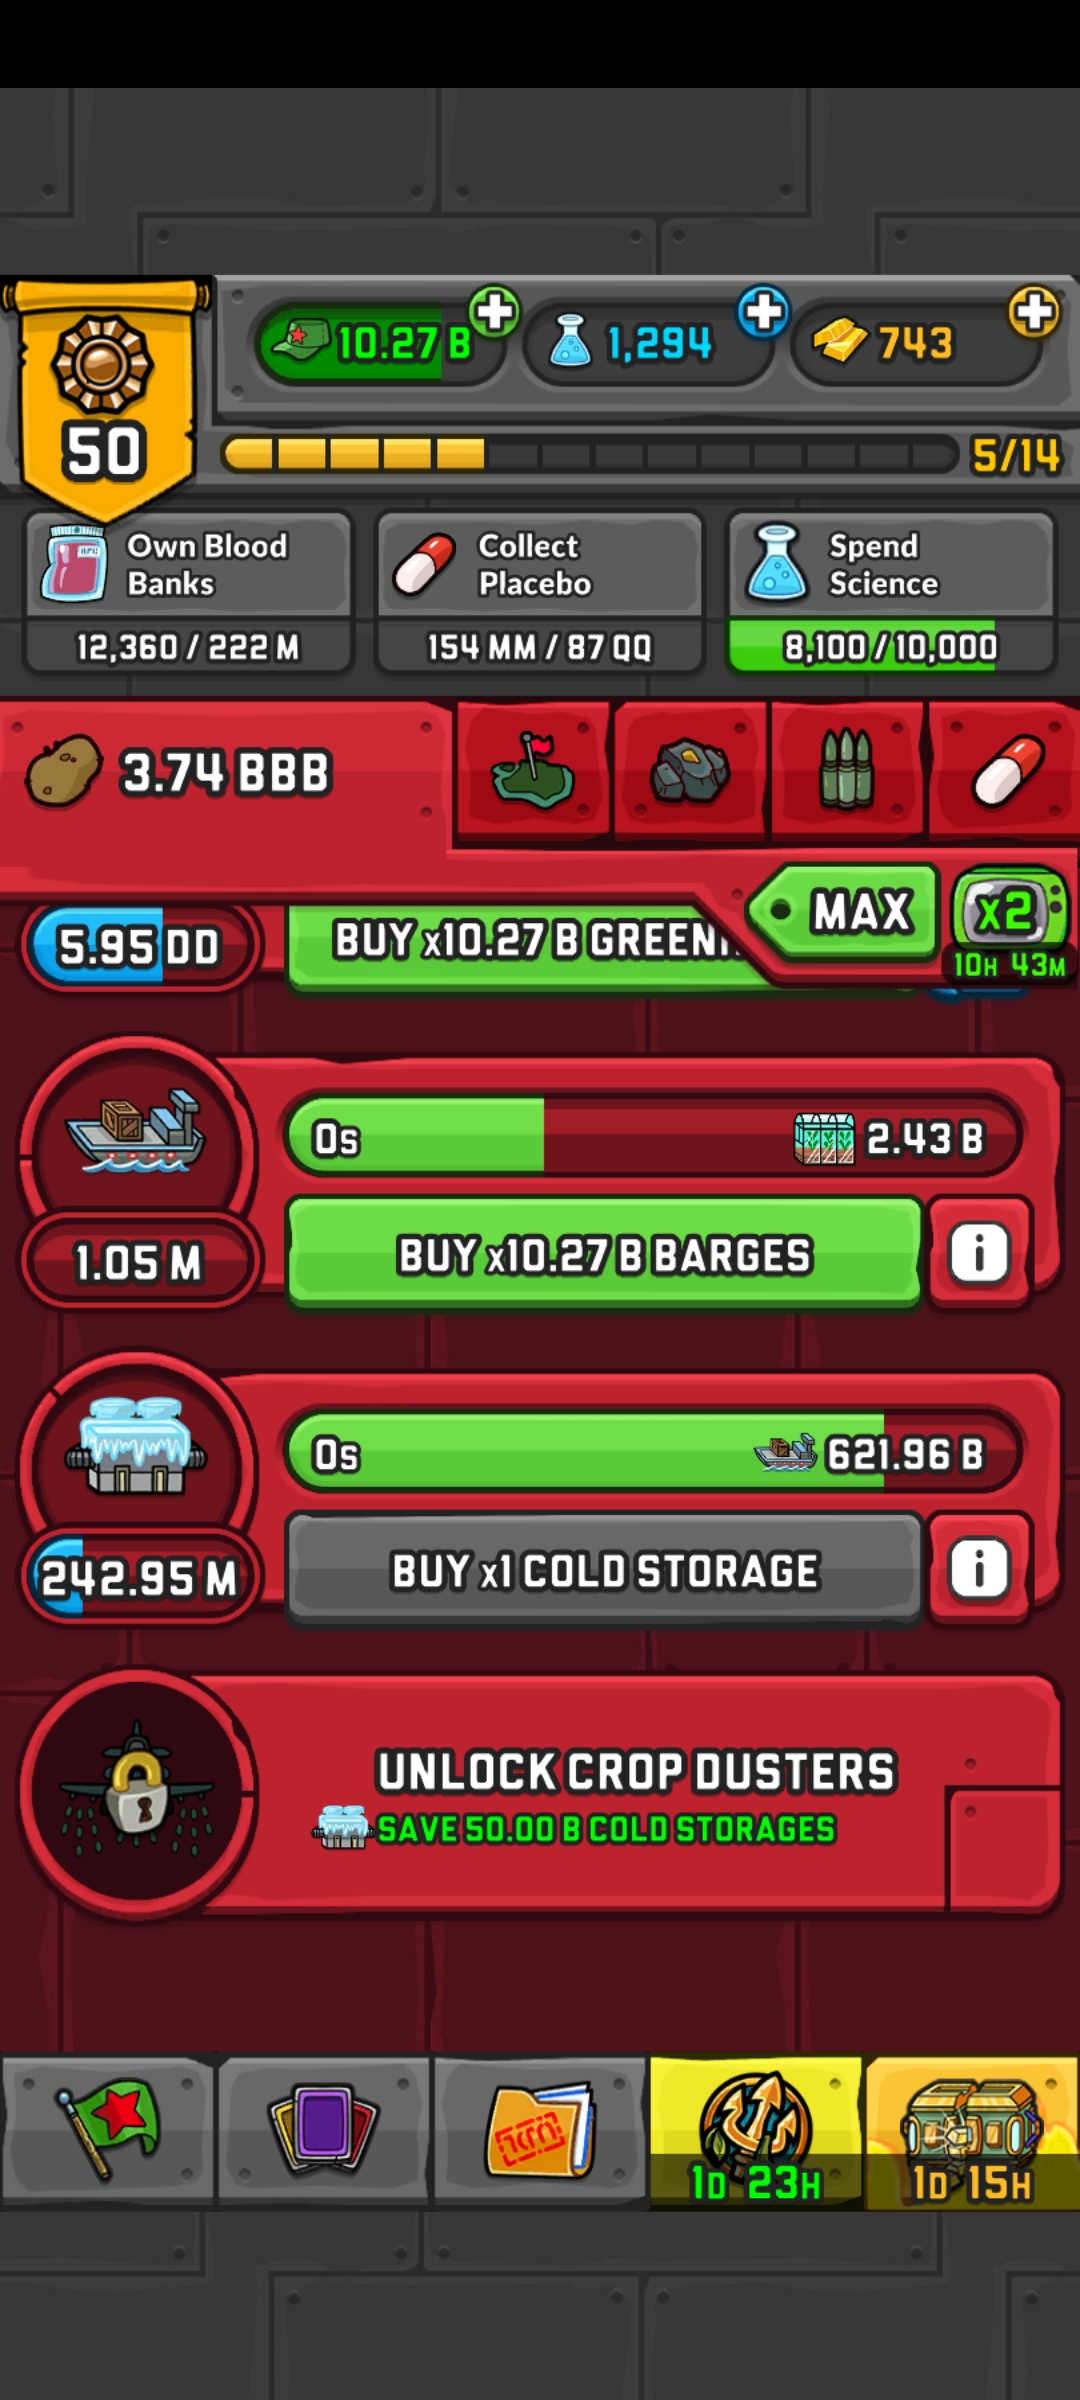 10.27 B
1,294
743
50
5/14
Own Blood
Banks
12,360 / 222 M
Collect
Placebo
154 MM / 87 QQ
Spend
Science
8,100 / 10,000
3.74 BBB
MAX
x2
10H 43M
5.95 DD
BUY x10.27 B GREENH
0s
2.43 B
1.05 M
BUY x10.27 B BARGES
i
0s
621.96 B
242.95 M
BUY x1 COLD STORAGE
i
UNLOCK CROP DUSTERS
SAVE 50.00 B COLD STORAGES
1D 23H
1D 15H